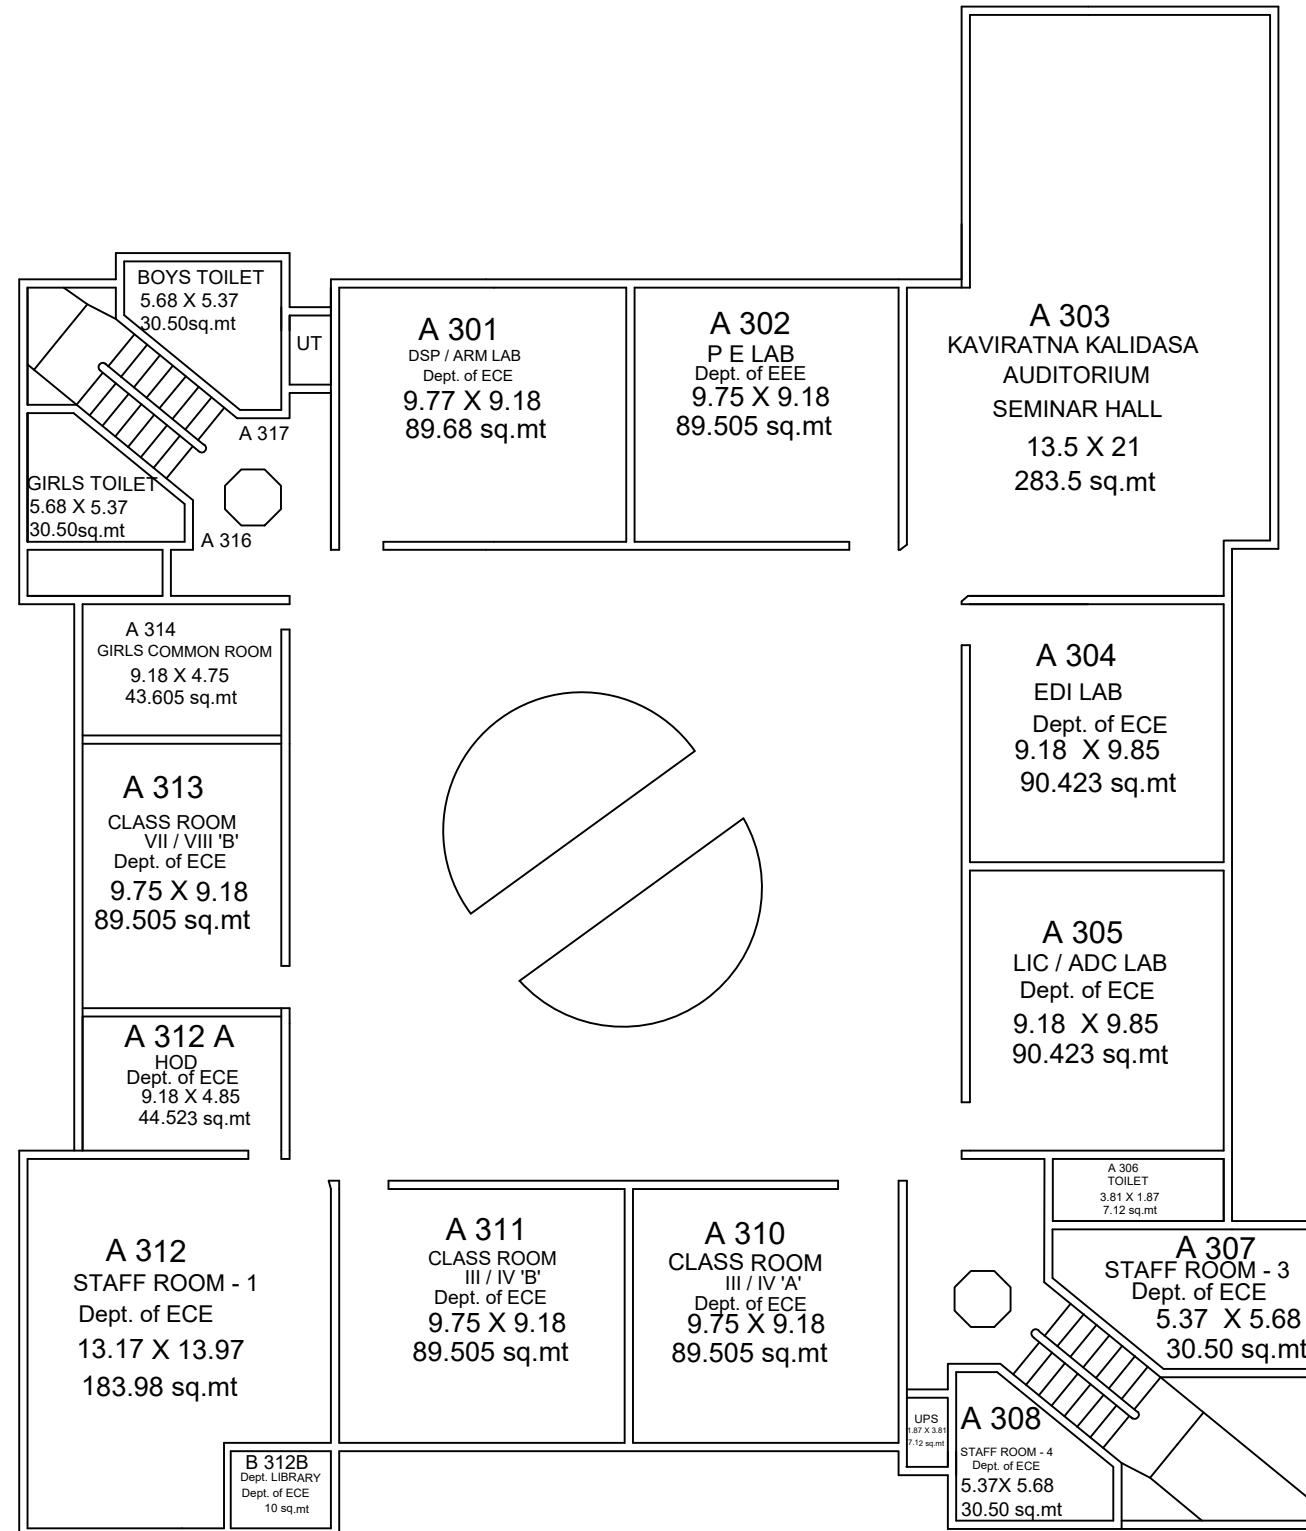 BOYS TOILET
5.68 X 5.37
30.50sq.mt
UT
A 317
GIRLS TOILET
5.68 X 5.37
30.50sq.mt
A 316
A 301
DSP / ARM LAB
Dept. of ECE
9.77 X 9.18
89.68 sq.mt
A 302
P E LAB
Dept. of EEE
9.75 X 9.18
89.505 sq.mt
A 303
KAVIRATNA KALIDASA
AUDITORIUM
SEMINAR HALL
13.5 X 21
283.5 sq.mt
A 314
GIRLS COMMON ROOM
9.18 X 4.75
43.605 sq.mt
A 304
EDI LAB
Dept. of ECE
9.18 X 9.85
90.423 sq.mt
A 313
CLASS ROOM
VII / VIII 'B'
Dept. of ECE
9.75 X 9.18
89.505 sq.mt
A 305
LIC / ADC LAB
Dept. of ECE
9.18 X 9.85
90.423 sq.mt
A 312 A
HOD
Dept. of ECE
9.18 X 4.85
44.523 sq.mt
A 306
TOILET
3.81 X 1.87
7.12 sq.mt
A 312
STAFF ROOM - 1
Dept. of ECE
13.17 X 13.97
183.98 sq.mt
A 311
CLASS ROOM
III / IV 'B'
Dept. of ECE
9.75 X 9.18
89.505 sq.mt
A 310
CLASS ROOM
III / IV 'A'
Dept. of ECE
9.75 X 9.18
89.505 sq.mt
A 307
STAFF ROOM - 3
Dept. of ECE
5.37 X 5.68
30.50 sq.mt
B 312B
Dept. LIBRARY
Dept. of ECE
10 sq.mt
UPS
1.87 X 3.81
7.12 sq.mt
A 308
STAFF ROOM - 4
Dept. of ECE
5.37X 5.68
30.50 sq.mt